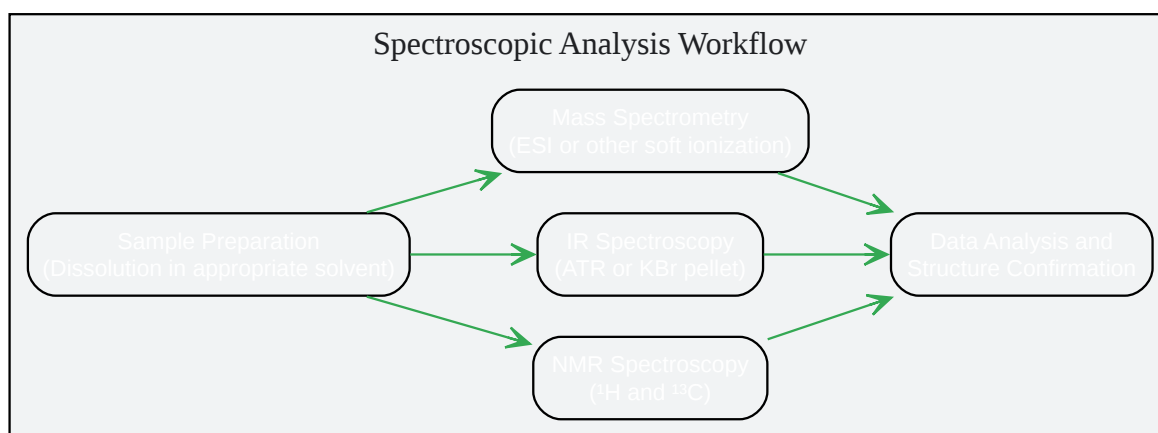 Spectroscopic Analysis Workflow
Mass Spectrometry
(ESI or other soft ionization)
Sample Preparation
(Dissolution in appropriate solvent)
IR Spectroscopy
(ATR or KBr pellet)
Data Analysis and
Structure Confirmation
NMR Spectroscopy
(¹H and ¹³C)